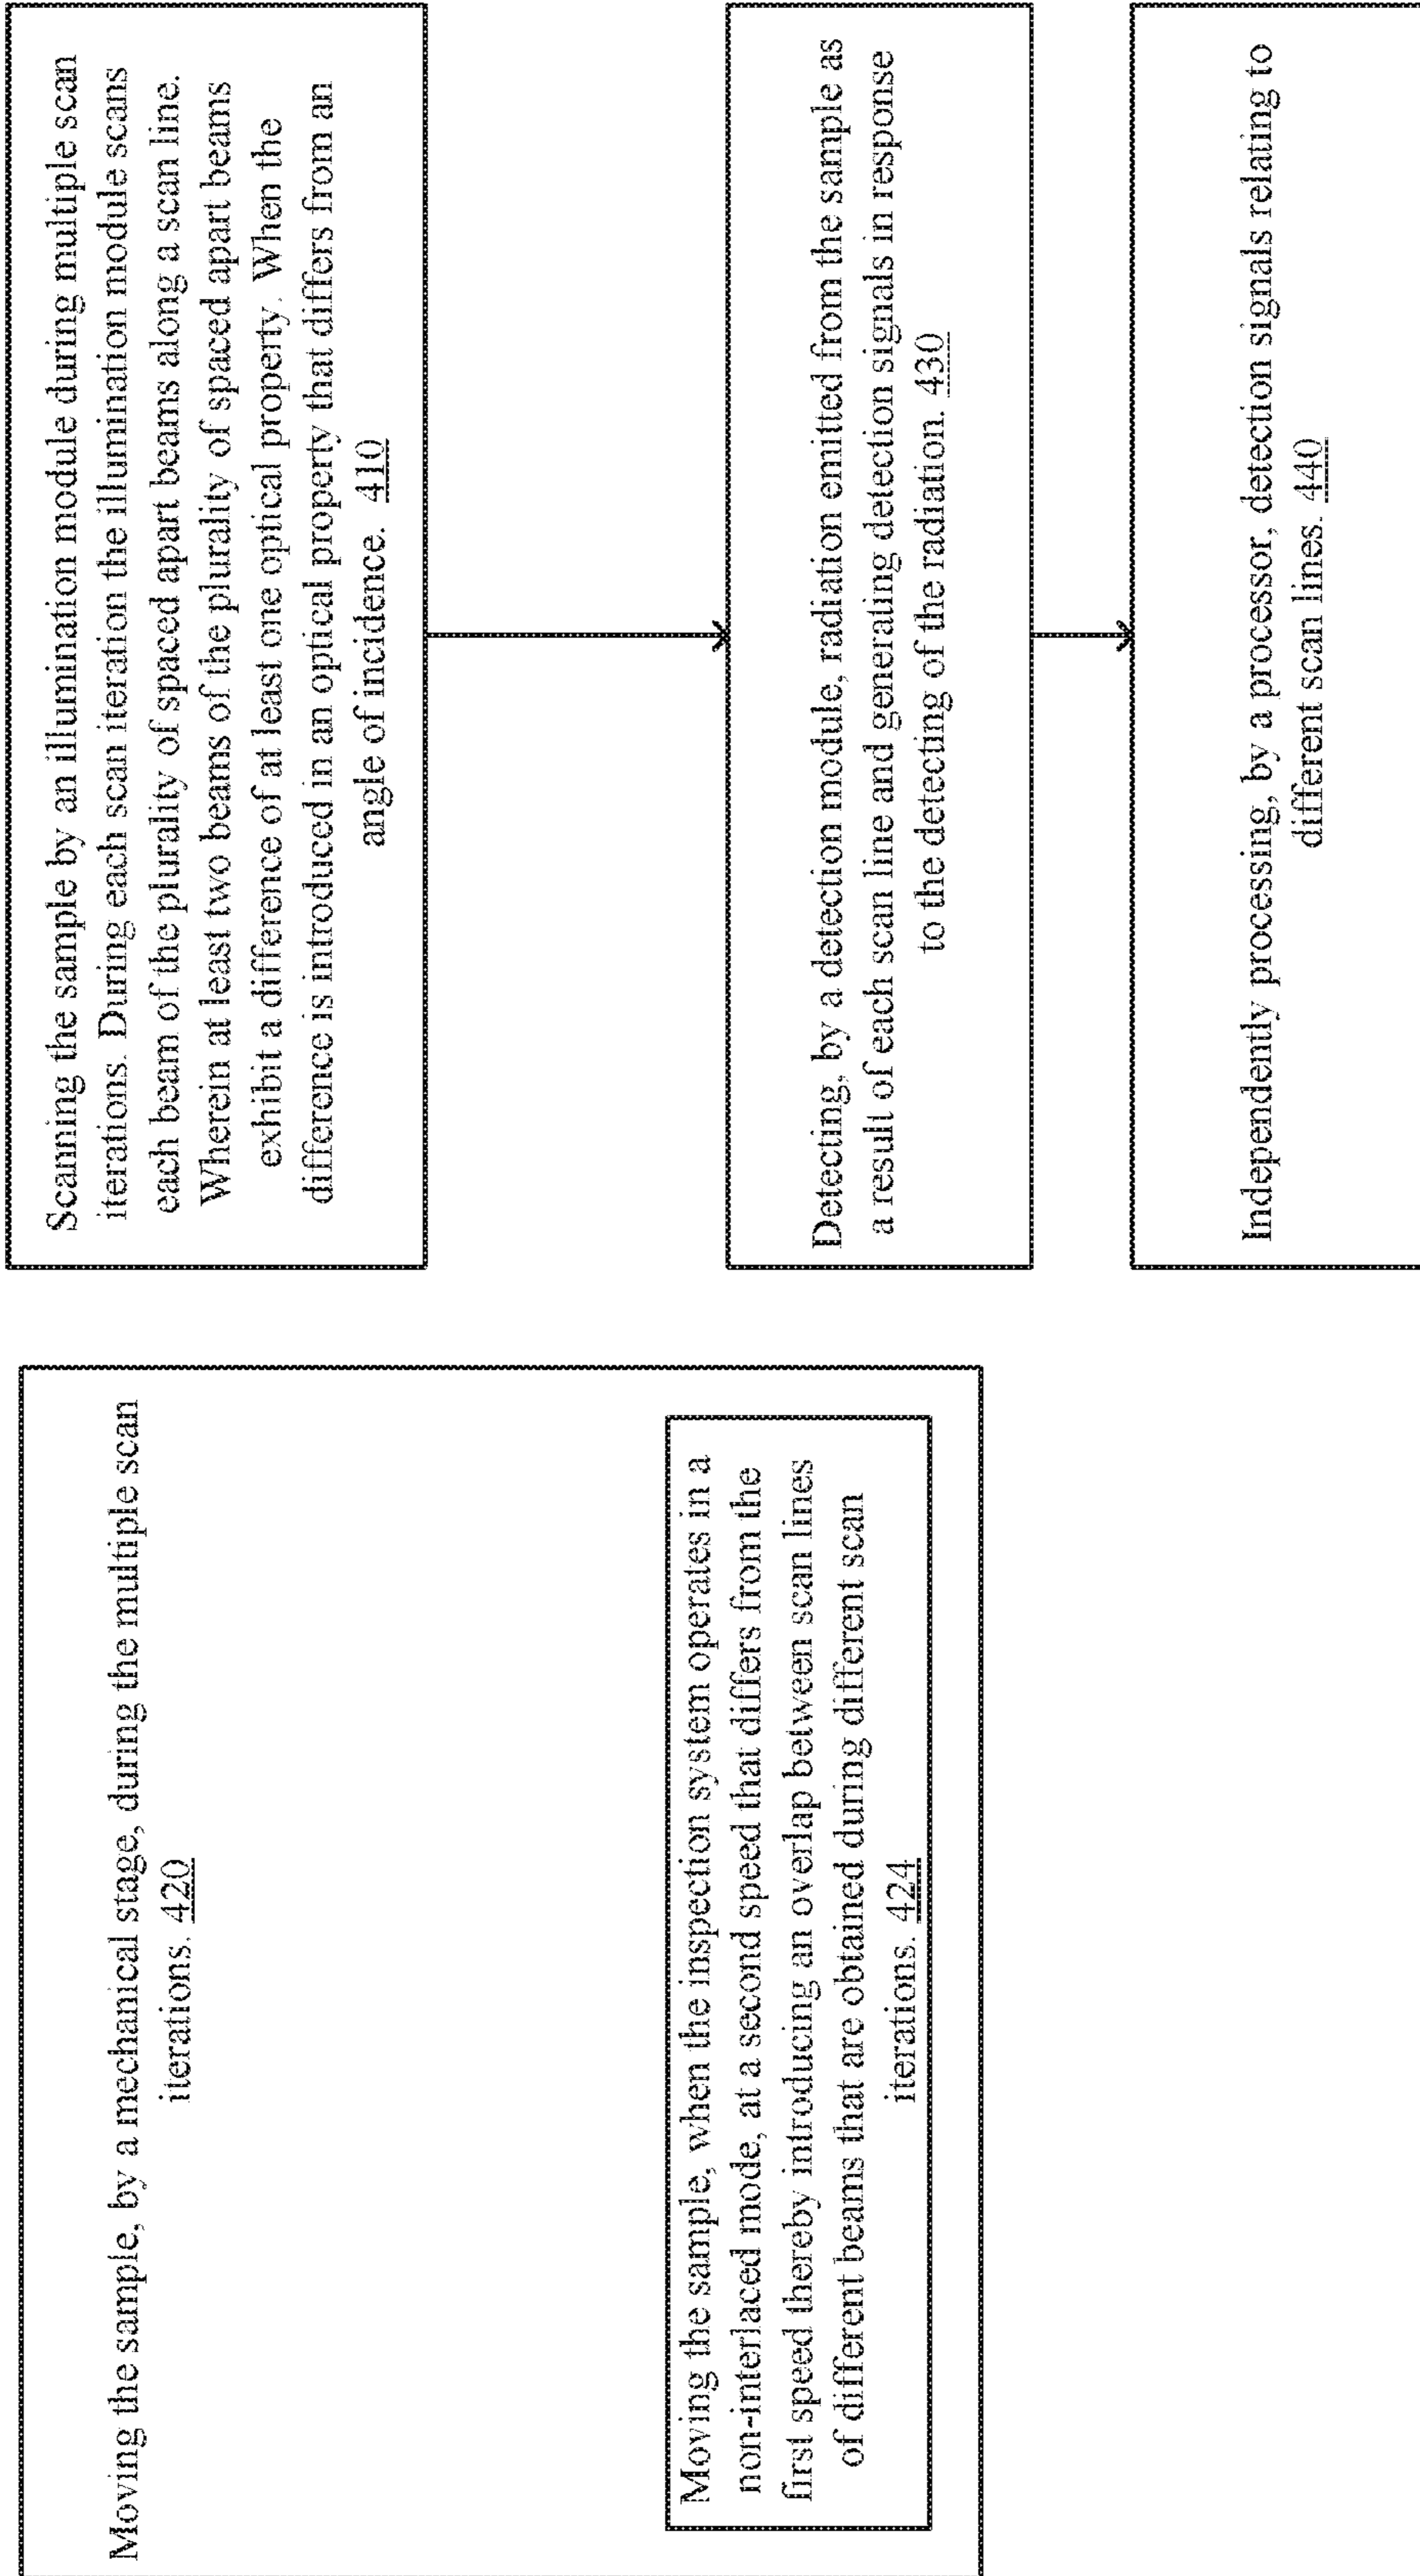 Scanning the sample by an illumination module during multiple scan
iterations. During each scan iteration the illumination module scans
each beam of the plurality of spaced apart beams along a scan line.
Wherein at least two beams of the plurality of spaced apart beams
exhibit a difference of at least one optical property. When the
difference is introduced in an optical property that differs from an
angle of incidence. 410
Moving the sample, by a mechanical stage, during the multiple scan
iterations. 420
Moving the sample, when the inspection system operates in a
non-interlaced mode, at a second speed that differs from the
first speed thereby introducing an overlap between scan lines
of different beams that are obtained during different scan
iterations. 424
Detecting, by a detection module, radiation emitted from the sample as
a result of each scan line and generating detection signals in response
to the detecting of the radiation. 430
Independently processing, by a processor, detection signals relating to
different scan lines. 440